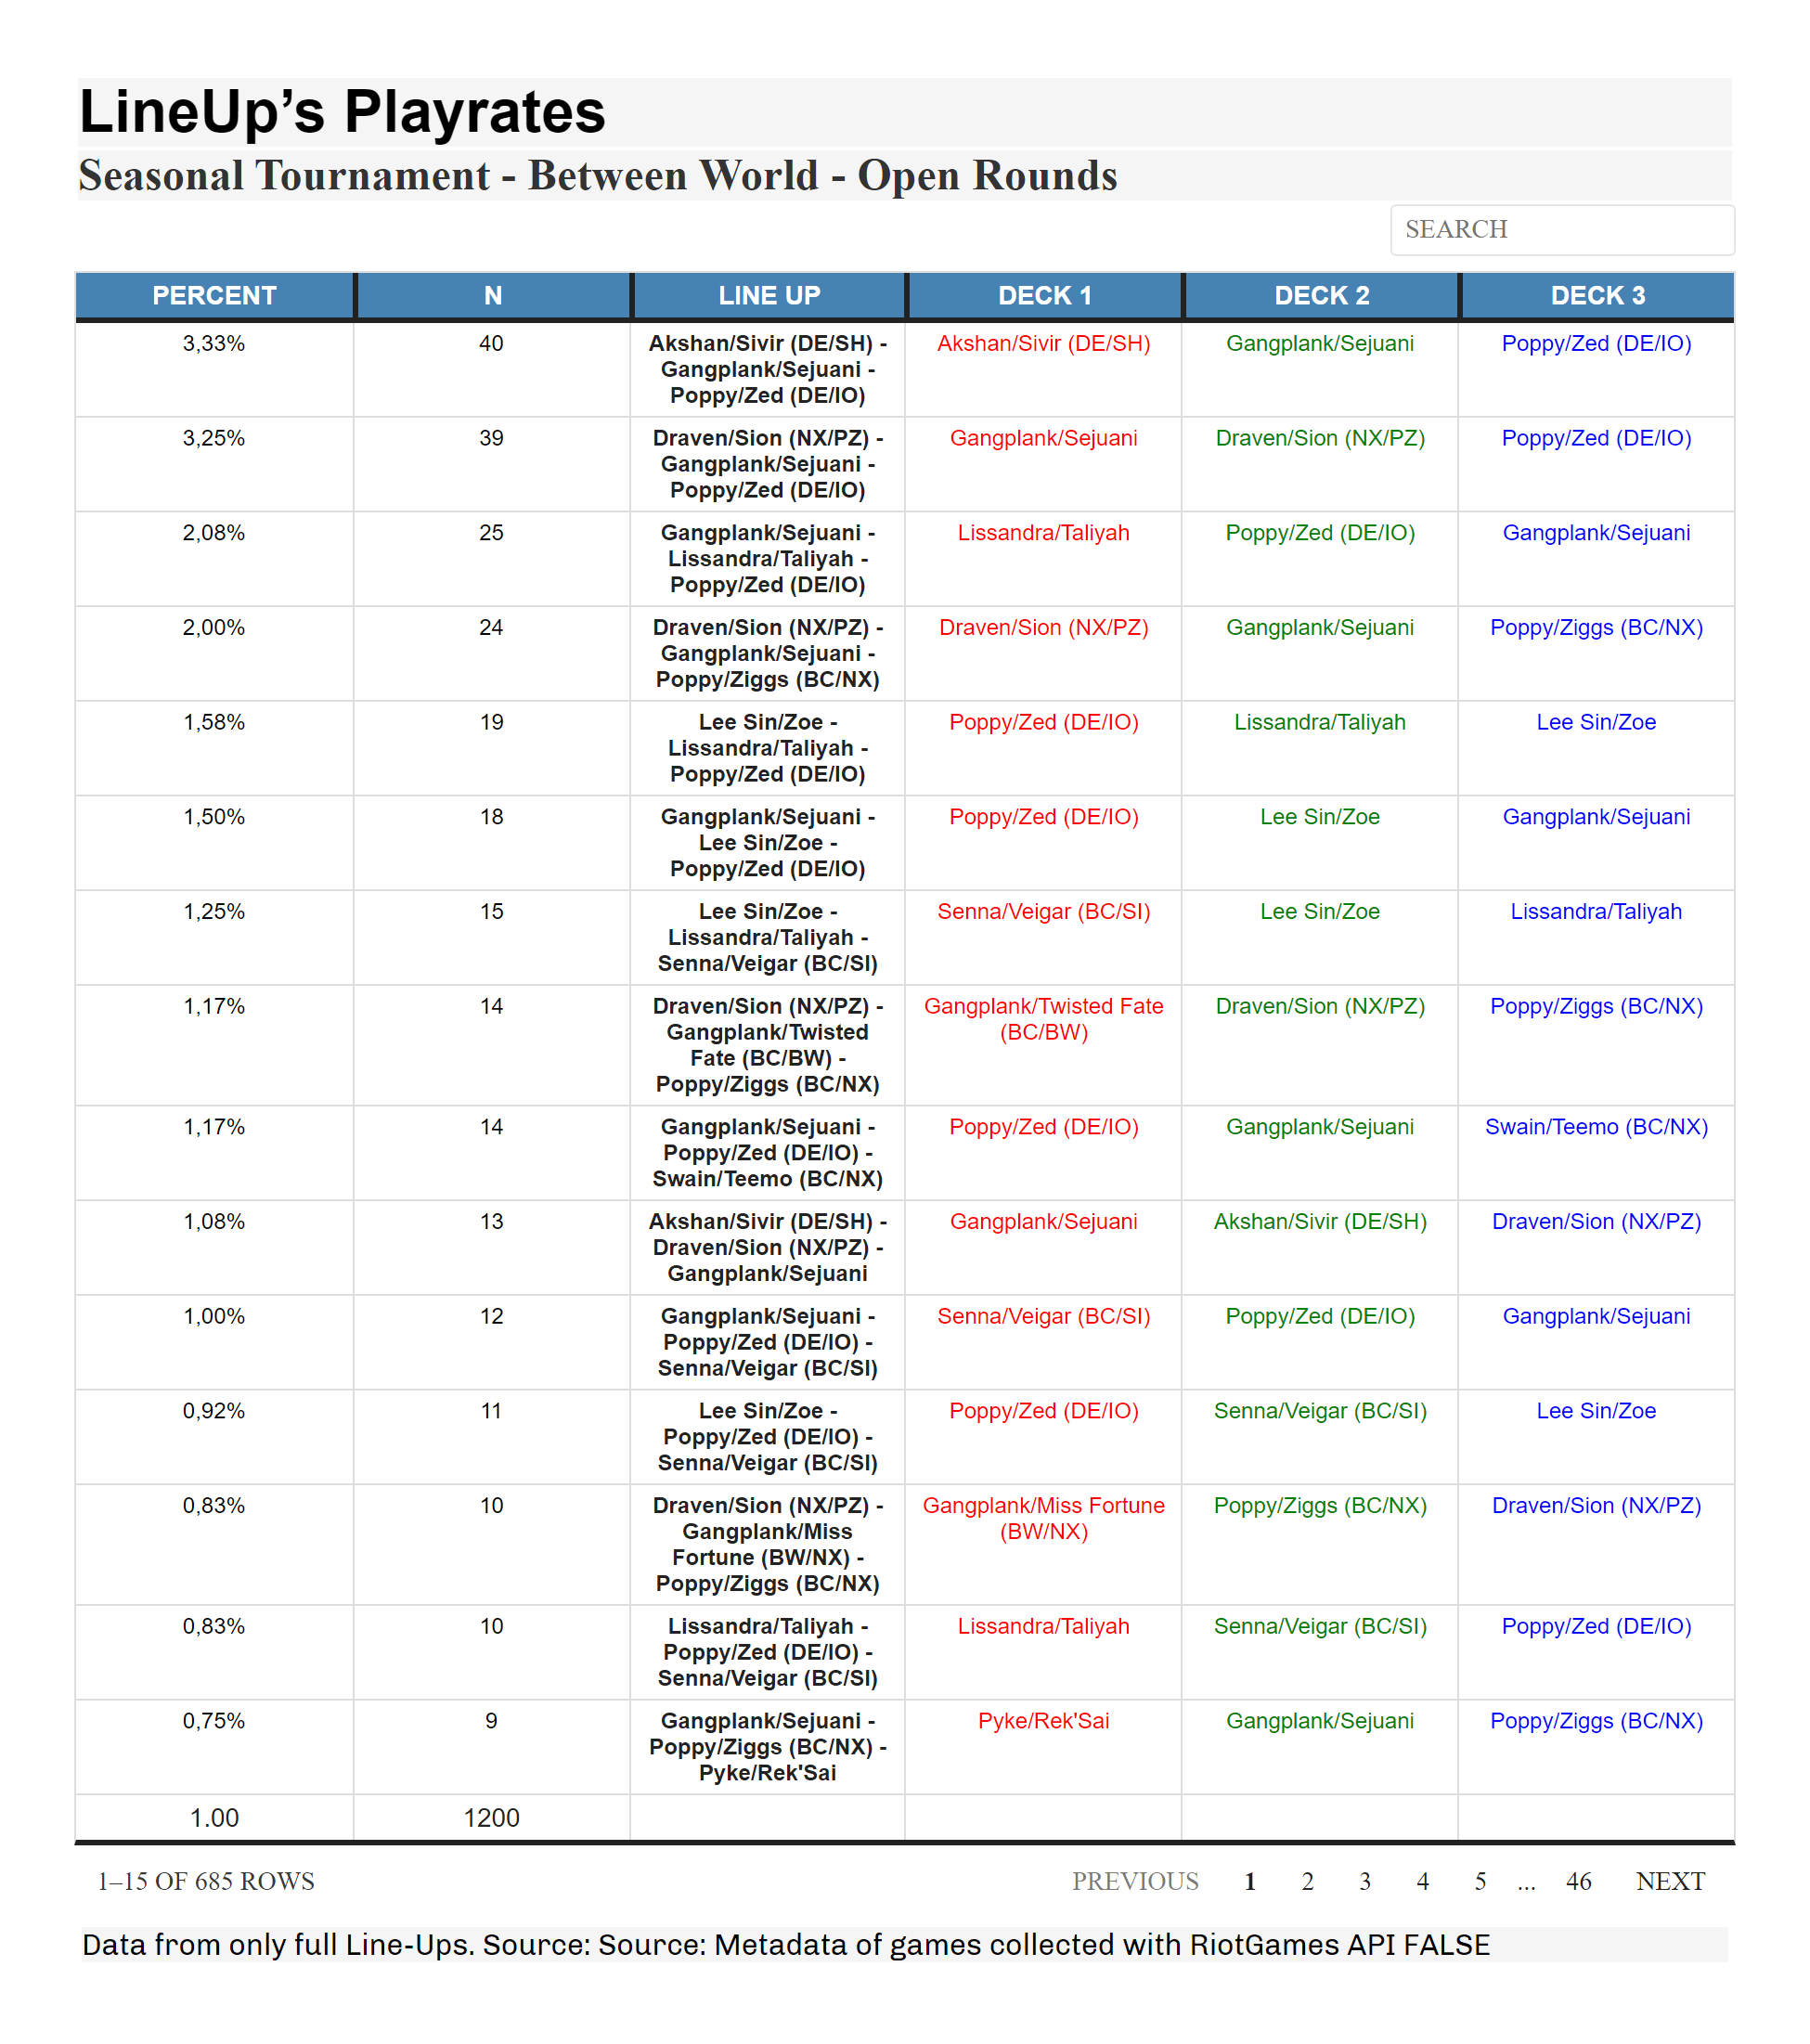 LineUp’s Playrates
Seasonal Tournament - Between World - Open Rounds
SEARCH
PERCENT N LINE UP DECK 1 DECK 2 DECK 3
3,33% 40 Akshan/Sivir (DE/SH) - Akshan/Sivir (DE/SH) Gangplank/Sejuani Poppy/Zed (DE/IO)
Gangplank/Sejuani -
Poppy/Zed (DE/IO)
3,25% 39 Draven/Sion (NX/PZ) - Gangplank/Sejuani Draven/Sion (NX/PZ) Poppy/Zed (DE/IO)
Gangplank/Sejuani -
Poppy/Zed (DE/IO)
2,08% 25 Gangplank/Sejuani - Lissandra/Taliyah Poppy/Zed (DE/IO) Gangplank/Sejuani
Lissandra/Taliyah -
Poppy/Zed (DE/IO)
2,00% 24 Draven/Sion (NX/PZ) - Draven/Sion (NX/PZ) Gangplank/Sejuani Poppy/Ziggs (BC/NX)
Gangplank/Sejuani -
Poppy/Ziggs (BC/NX)
1,58% 19 Lee Sin/Zoe - Poppy/Zed (DE/IO) Lissandra/Taliyah Lee Sin/Zoe
Lissandra/Taliyah -
Poppy/Zed (DE/IO)
1,50% 18 Gangplank/Sejuani - Poppy/Zed (DE/IO) Lee Sin/Zoe Gangplank/Sejuani
Lee Sin/Zoe -
Poppy/Zed (DE/IO)
1,25% 15 Lee Sin/Zoe - Senna/Veigar (BC/SI) Lee Sin/Zoe Lissandra/Taliyah
Lissandra/Taliyah -
Senna/Veigar (BC/SI)
1,17% 14 Draven/Sion (NX/PZ) - Gangplank/Twisted Fate Draven/Sion (NX/PZ) Poppy/Ziggs (BC/NX)
Gangplank/Twisted (BC/BW)
Fate (BC/BW) -
Poppy/Ziggs (BC/NX)
1,17% 14 Gangplank/Sejuani - Poppy/Zed (DE/IO) Gangplank/Sejuani Swain/Teemo (BC/NX)
Poppy/Zed (DE/IO) -
Swain/Teemo (BC/NX)
1,08% 13 Akshan/Sivir (DE/SH) - Gangplank/Sejuani Akshan/Sivir (DE/SH) Draven/Sion (NX/PZ)
Draven/Sion (NX/PZ) -
Gangplank/Sejuani
1,00% 12 Gangplank/Sejuani - Senna/Veigar (BC/SI) Poppy/Zed (DE/IO) Gangplank/Sejuani
Poppy/Zed (DE/IO) -
Senna/Veigar (BC/SI)
0,92% 11 Lee Sin/Zoe - Poppy/Zed (DE/IO) Senna/Veigar (BC/SI) Lee Sin/Zoe
Poppy/Zed (DE/IO) -
Senna/Veigar (BC/SI)
0,83% 10 Draven/Sion (NX/PZ) - Gangplank/Miss Fortune Poppy/Ziggs (BC/NX) Draven/Sion (NX/PZ)
Gangplank/Miss (BW/NX)
Fortune (BW/NX) -
Poppy/Ziggs (BC/NX)
0,83% 10 Lissandra/Taliyah - Lissandra/Taliyah Senna/Veigar (BC/SI) Poppy/Zed (DE/IO)
Poppy/Zed (DE/IO) -
Senna/Veigar (BC/SI)
0,75% 9 Gangplank/Sejuani - Pyke/Rek'Sai Gangplank/Sejuani Poppy/Ziggs (BC/NX)
Poppy/Ziggs (BC/NX) -
Pyke/Rek'Sai
1.00 1200
1–15 OF 685 ROWS PREVIOUS 1 2 3 4 5 ... 46 NEXT
Data from only full Line-Ups. Source: Source: Metadata of games collected with RiotGames API FALSE